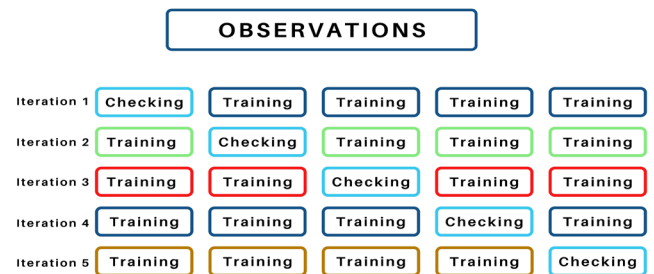 OBSERVATIONS
Iteration 1 Checking Training Training Training Training
Iteration 2 Training Checking Training Training Training
Iteration 3 Training Training Checking Training Training
Iteration 4 Training Training Training Checking Training
Iteration 5 Training Training Training Training Checking